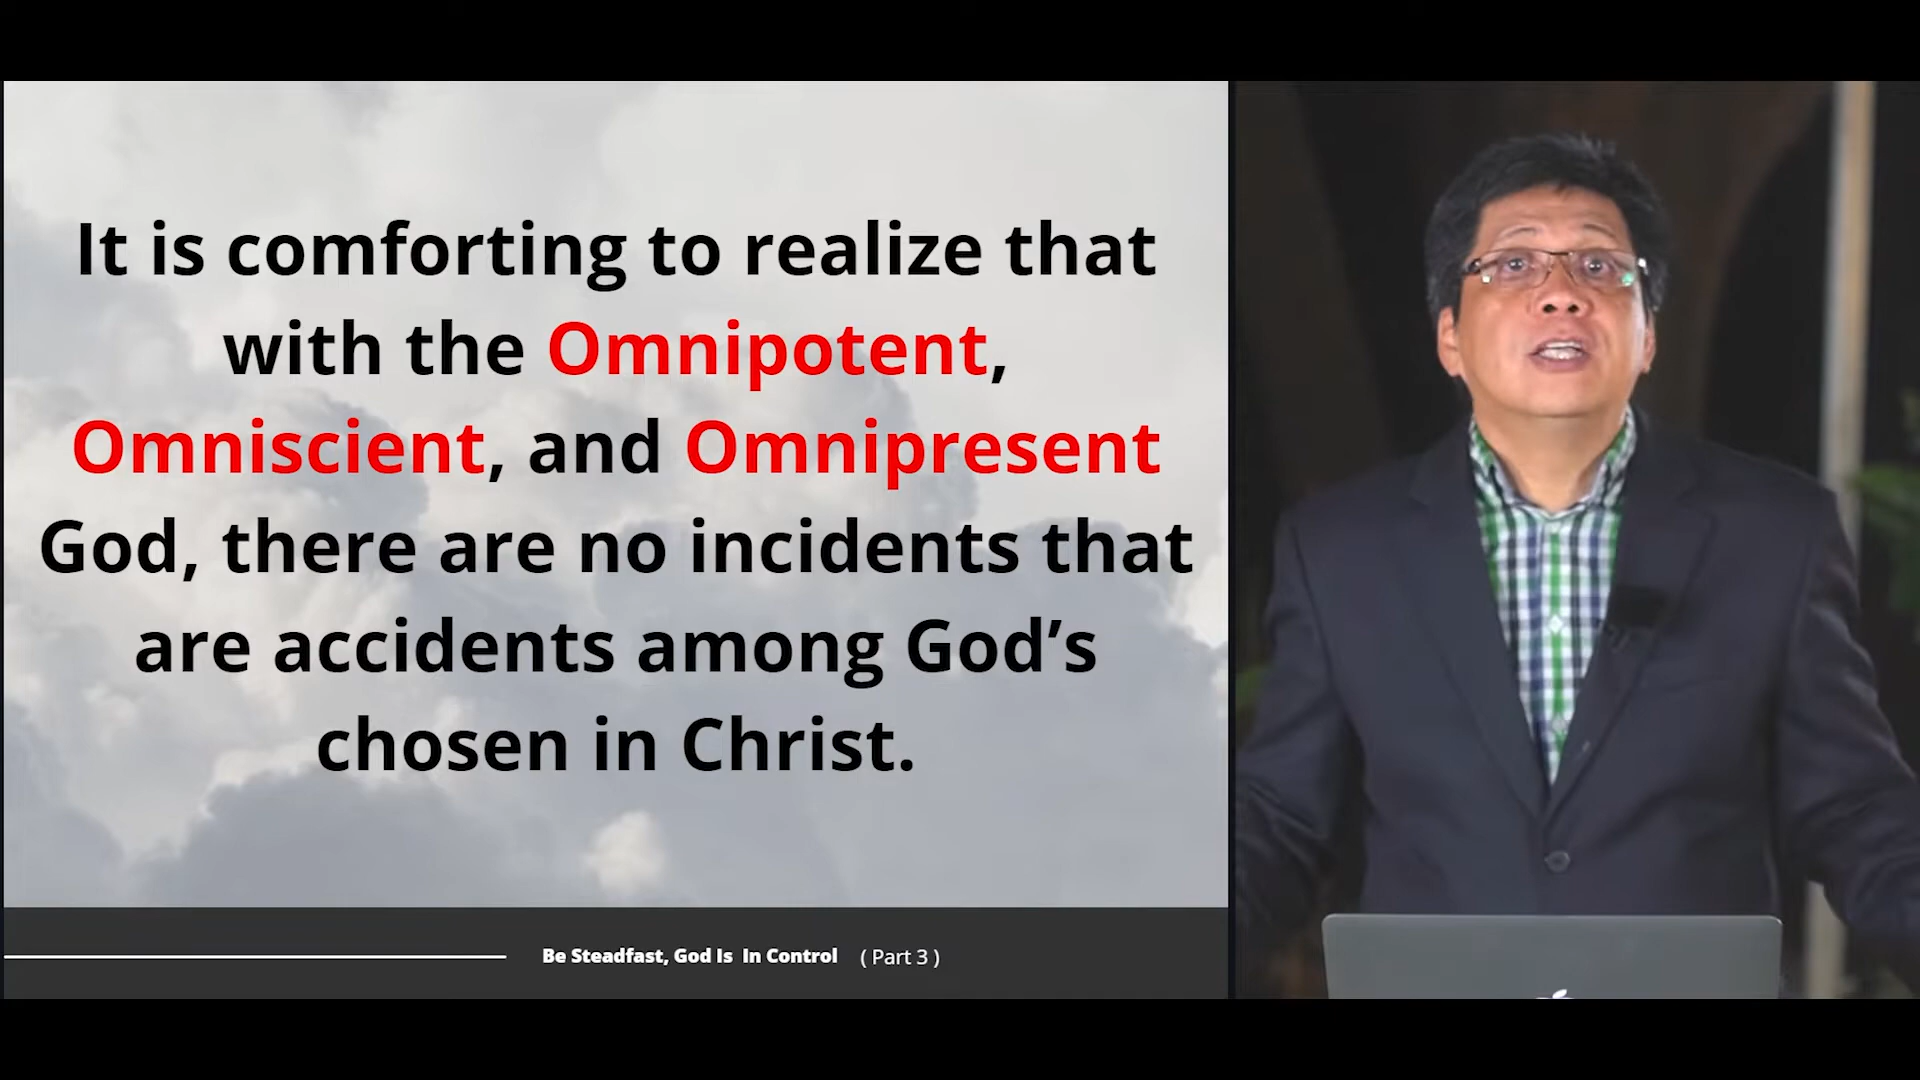 It is comforting to realize that
with the Omnipotent,
Omniscient, and Omnipresent
God, there are no incidents that
are accidents among God’s
chosen in Christ.
Be Steadfast, God Is In Control ( Part 3 )